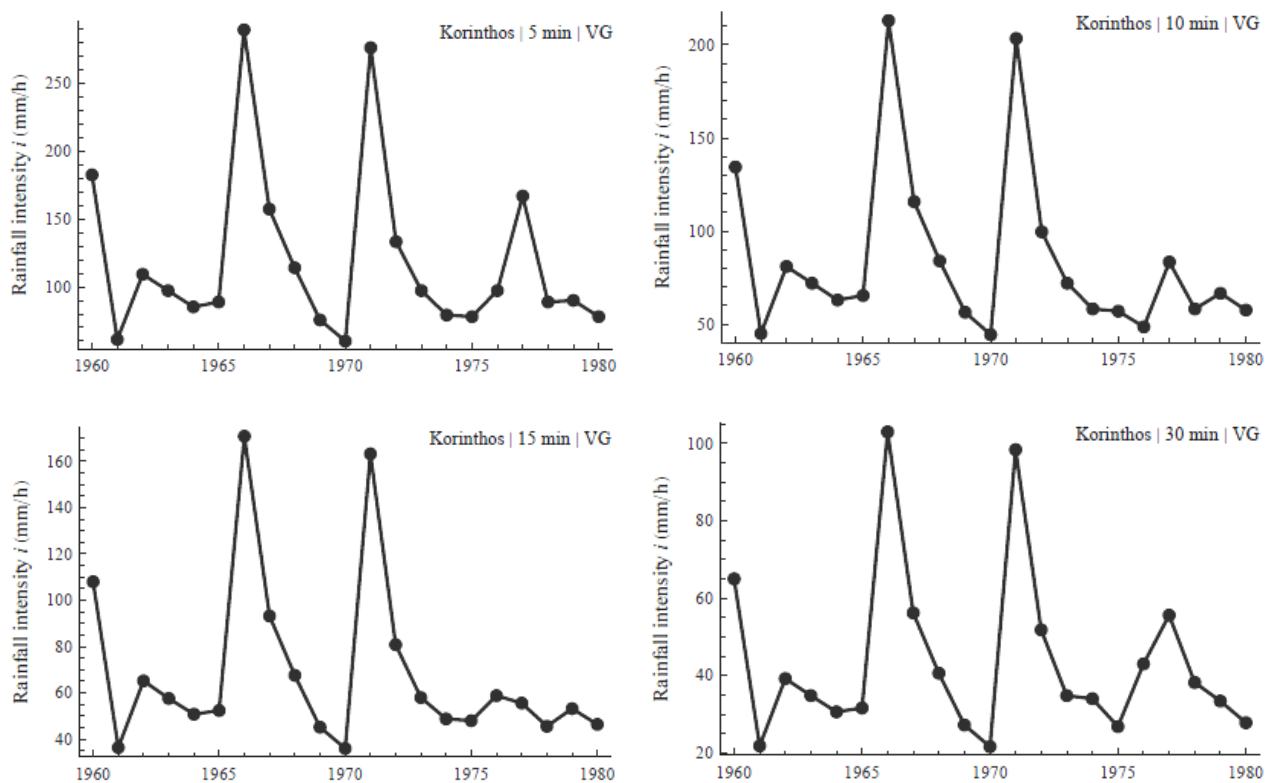 Korinthos | 5 min | VG
Rainfall intensity i (mm/h)
250
200
150
100
1960 1965 1970 1975 1980
Korinthos | 10 min | VG
Rainfall intensity i (mm/h)
200
150
100
50
1960 1965 1970 1975 1980
Korinthos | 15 min | VG
Rainfall intensity i (mm/h)
160
140
120
100
80
60
40
1960 1965 1970 1975 1980
Korinthos | 30 min | VG
Rainfall intensity i (mm/h)
100
80
60
40
20
1960 1965 1970 1975 1980